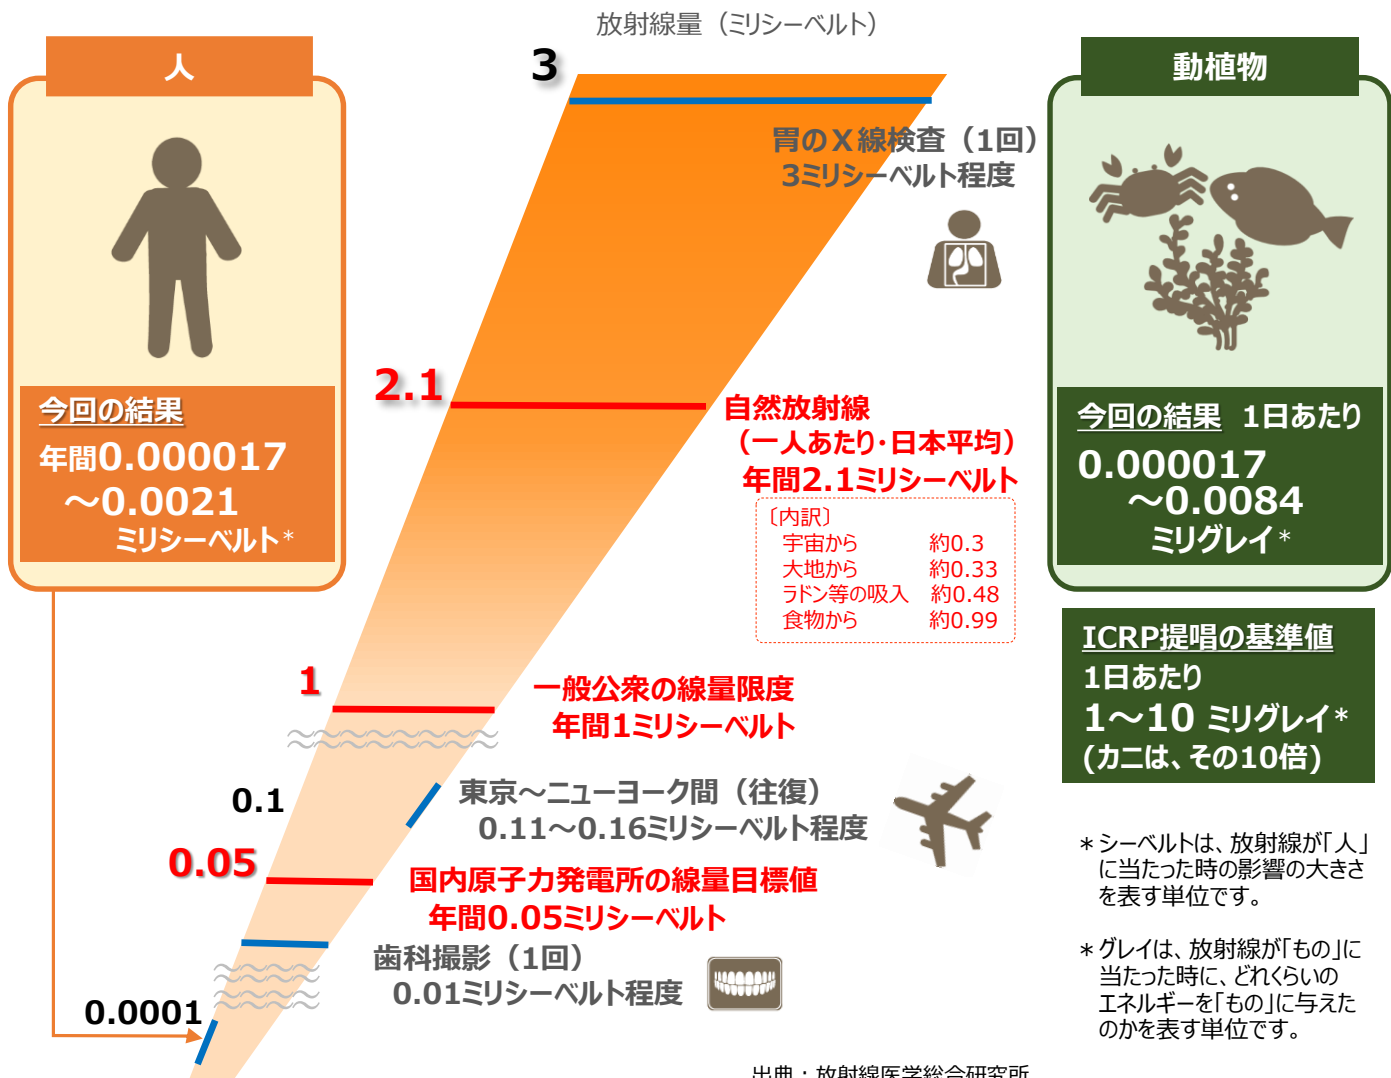 放射線量（ミリシーベルト）
人
今回の結果
年間0.000017
～0.0021
ミリシーベルト＊
3
胃のＸ線検査（1回）
3ミリシーベルト程度
2.1
自然放射線
（一人あたり・日本平均）
年間2.1ミリシーベルト
〔内訳〕
宇宙から 約0.3
大地から 約0.33
ラドン等の吸入 約0.48
食物から 約0.99
1
一般公衆の線量限度
年間1ミリシーベルト
0.1
東京～ニューヨーク間（往復）
0.11～0.16ミリシーベルト程度
0.05
国内原子力発電所の線量目標値
年間0.05ミリシーベルト
歯科撮影（1回）
0.01ミリシーベルト程度
0.0001
動植物
今回の結果 1日あたり
0.000017
～0.0084
ミリグレイ＊
ICRP提唱の基準値
1日あたり
1～10 ミリグレイ＊
(カニは、その10倍)
＊シーベルトは、放射線が「人」
に当たった時の影響の大きさ
を表す単位です。
＊グレイは、放射線が「もの」に
当たった時に、どれくらいの
エネルギーを「もの」に与えた
のかを表す単位です。
出典：放射線医学総合研究所